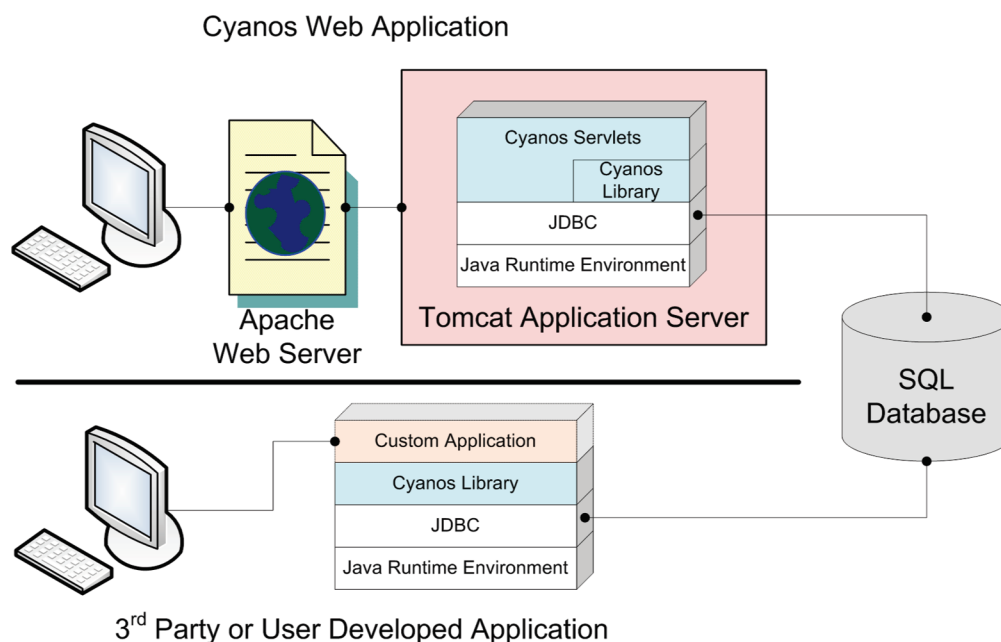 Cyanos Web Application
Cyanos Servlets
Cyanos
Library
JDBC
Java Runtime Environment
Tomcat Application Server
Apache
Web Server
SQL
Database
Custom Application
Cyanos Library
JDBC
Java Runtime Environment
3rd Party or User Developed Application